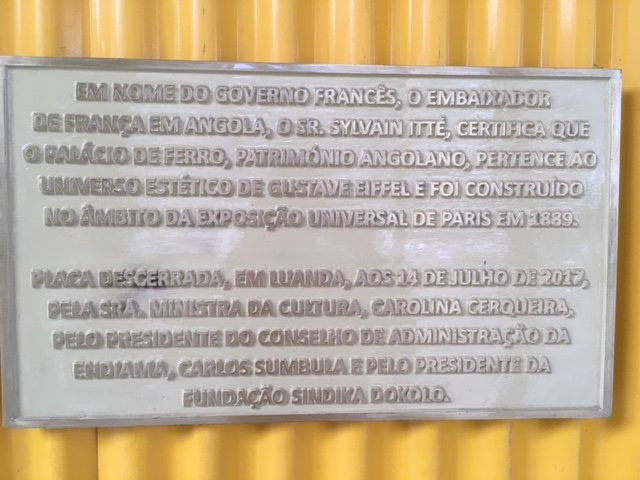 EM NOME DO GOVERNO FRANCÊS, O EMBAIXADOR
DE FRANÇA EM ANGOLA, O SR. SYLVAIN ITTÉ, CERTIFICA QUE
O PALÁCIO DE FERRO, PATRIMÓNIO ANGOLANO, PERTENCE AO
UNIVERSO ESTÉTICO DE GUSTAVE EIFFEL E FOI CONSTRUÍDO
NO ÂMBITO DA EXPOSIÇÃO UNIVERSAL DE PARIS EM 1889.
PLACA DESCERRADA, EM LUANDA, AOS 14 DE JULHO DE 2017,
PELA SRA. MINISTRA DA CULTURA, CAROLINA CERQUEIRA,
PELO PRESIDENTE DO CONSELHO DE ADMINISTRAÇÃO DA
ENDIAMA, CARLOS SUMBULA E PELO PRESIDENTE DA
FUNDAÇÃO SINDIKA DOKOLO.